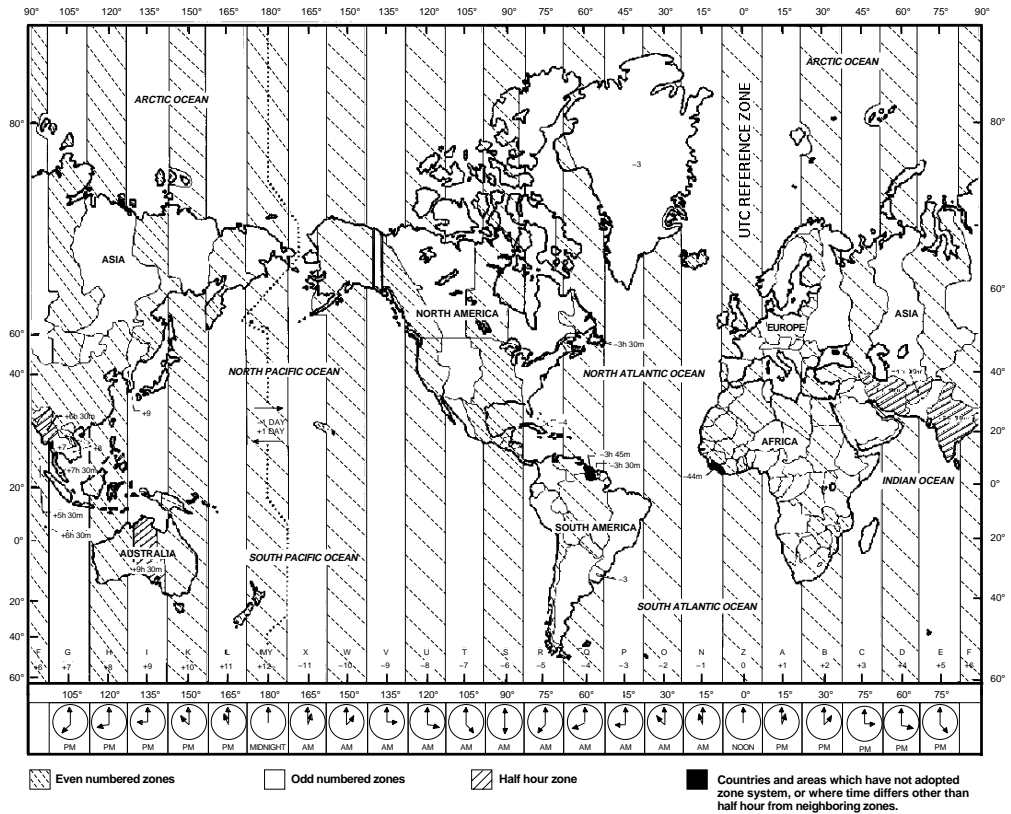 90° 105° 120° 135° 150° 165° 180° 165° 150° 135° 120° 105° 90° 75° 60° 45° 30° 15° 0° 15° 30° 45° 60° 75° 90°
ARCTIC OCEAN
ARCTIC OCEAN
80°
80°
UTC REFERENCE ZONE
–3
ASIA
60°
60°
NORTH AMERICA
EUROPE
ASIA
–3h 30m
NORTH PACIFIC OCEAN
NORTH ATLANTIC OCEAN
40°
40°
+9
+6h 30m
–1 DAY
+1 DAY
–4
20°
AFRICA
–3h 45m
–3h 30m
+7h 30m
–44m
INDIAN OCEAN
20°
0°
+5h 30m
+6h 30m
SOUTH AMERICA
0°
20°
AUSTRALIA
+9h 30m
SOUTH PACIFIC OCEAN
–3
20°
SOUTH ATLANTIC OCEAN
40°
40°
F G H I K L MY X W V U T S R Q P O N Z A B C D E F
+6 +7 +8 +9 +10 +11 +12– –11 –10 –9 –8 –7 –6 –5 –4 –3 –2 –1 0 +1 +2 +3 +4 +5 +6
60°
60°
105° 120° 135° 150° 165° 180° 165° 150° 135° 120° 105° 90° 75° 60° 45° 30° 15° 0° 15° 30° 45° 60° 75°
PM PM PM PM PM MIDNIGHT AM AM AM AM AM AM AM AM AM AM AM NOON PM PM PM PM PM
Even numbered zones
Odd numbered zones
Half hour zone
Countries and areas which have not adopted
zone system, or where time differs other than
half hour from neighboring zones.